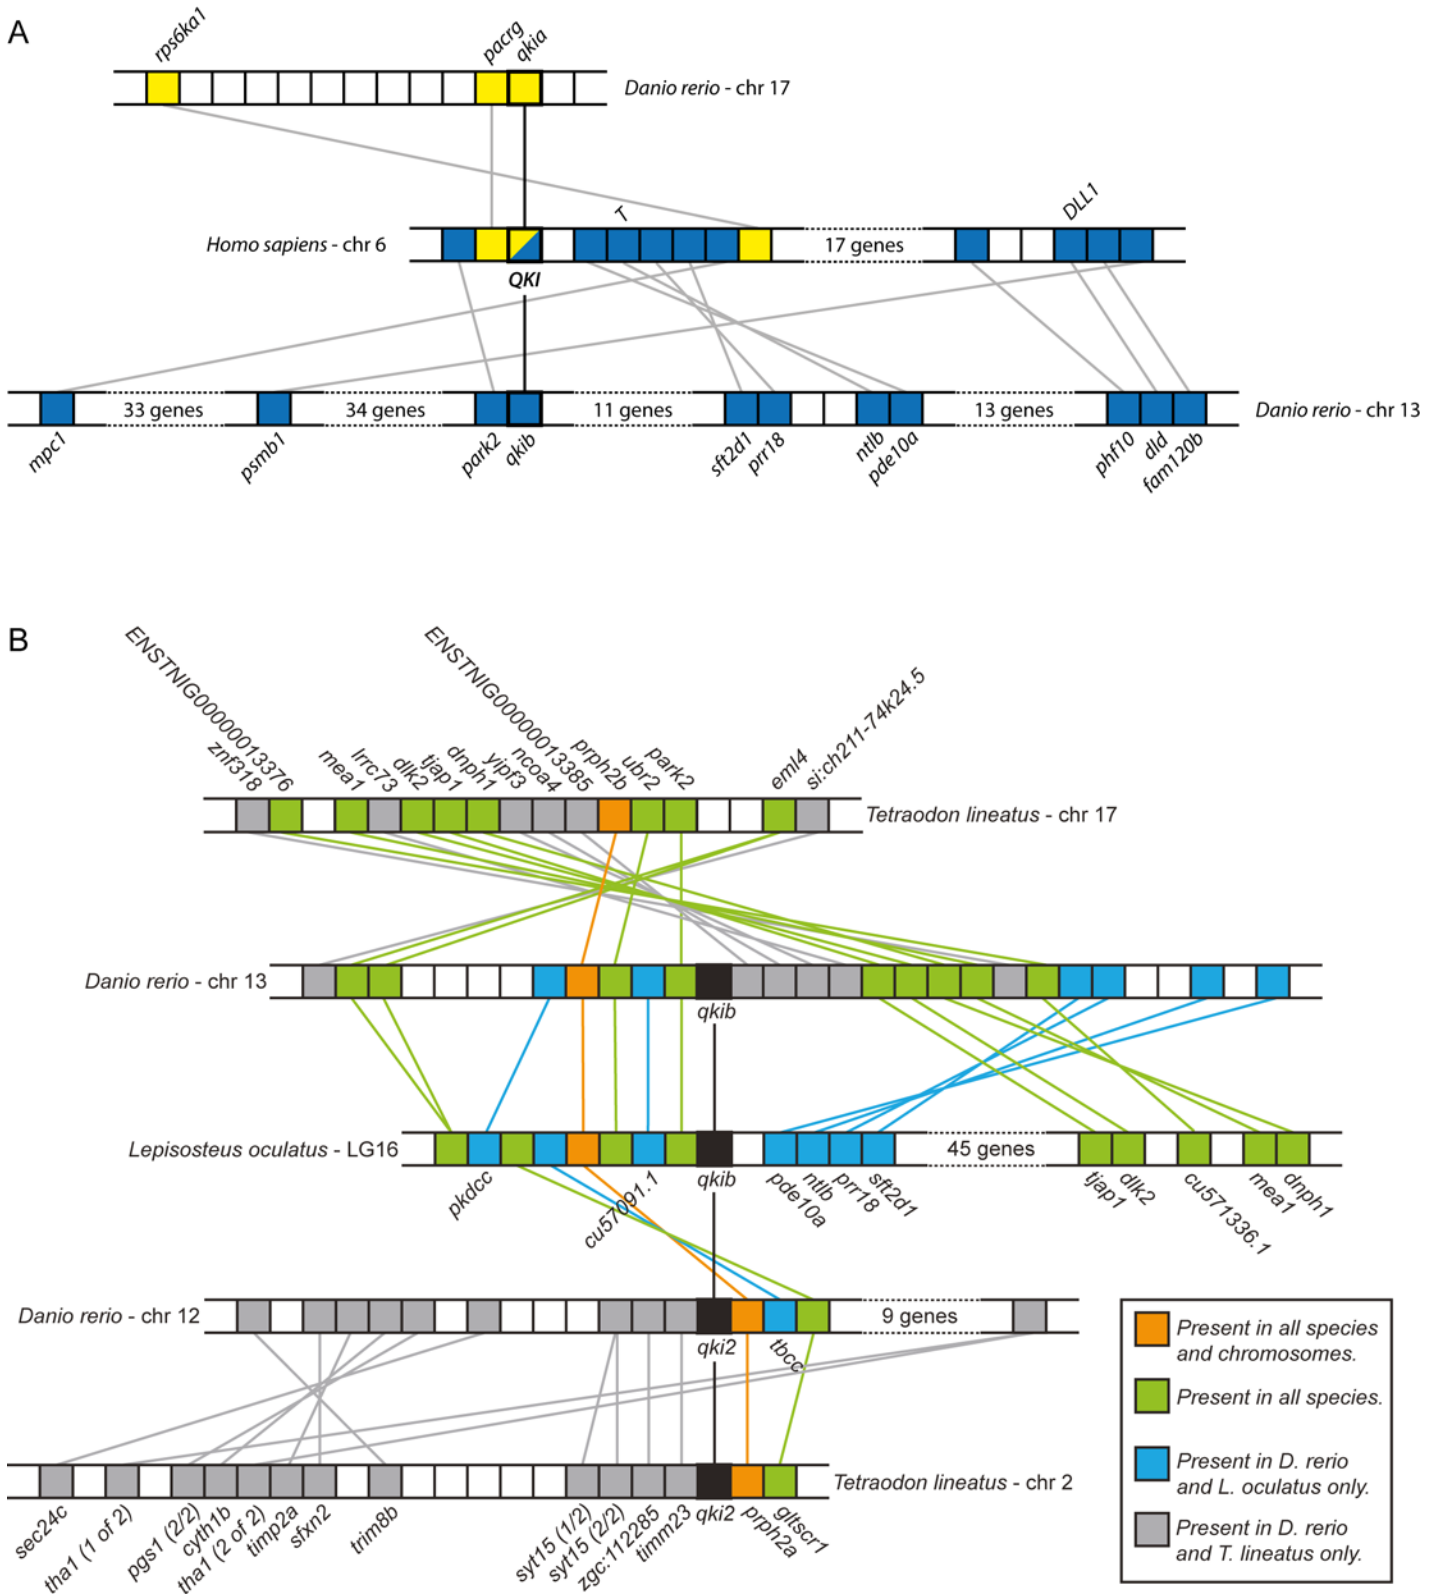 A
rps6ka1
pacrg
qkia
Danio rerio - chr 17
T
DLL1
Homo sapiens - chr 6
17 genes
QKI
33 genes
34 genes
11 genes
13 genes
Danio rerio - chr 13
mpc1
psmb1
park2
qkib
sft2d1
prr18
ntlb
pde10a
phf10
dld
fam120b
B
znf318
ENSTNIG00000013376
mea1
lrrc73
dlk2
tjap1
dnph1
yipf3
ncoa4
ENSTNIG00000013385
prph2b
ubr2
park2
eml4
si:ch211-74k24.5
Tetraodon lineatus - chr 17
Danio rerio - chr 13
qkib
Lepisosteus oculatus - LG16
45 genes
pkdcc
cu57091.1
qkib
pde10a
ntlb
prr18
sft2d1
tjap1
dlk2
cu571336.1
mea1
dnph1
Danio rerio - chr 12
9 genes
qki2
tbcc
Tetraodon lineatus - chr 2
sec24c
tha1 (1 of 2)
pgs1 (2/2)
cyth1b
tha1 (2 of 2)
timp2a
sfxn2
trim8b
syt15 (1/2)
syt15 (2/2)
zgc:112285
timm23
qki2
prph2a
gltscr1
Present in all species
and chromosomes.
Present in all species.
Present in D. rerio
and L. oculatus only.
Present in D. rerio
and T. lineatus only.